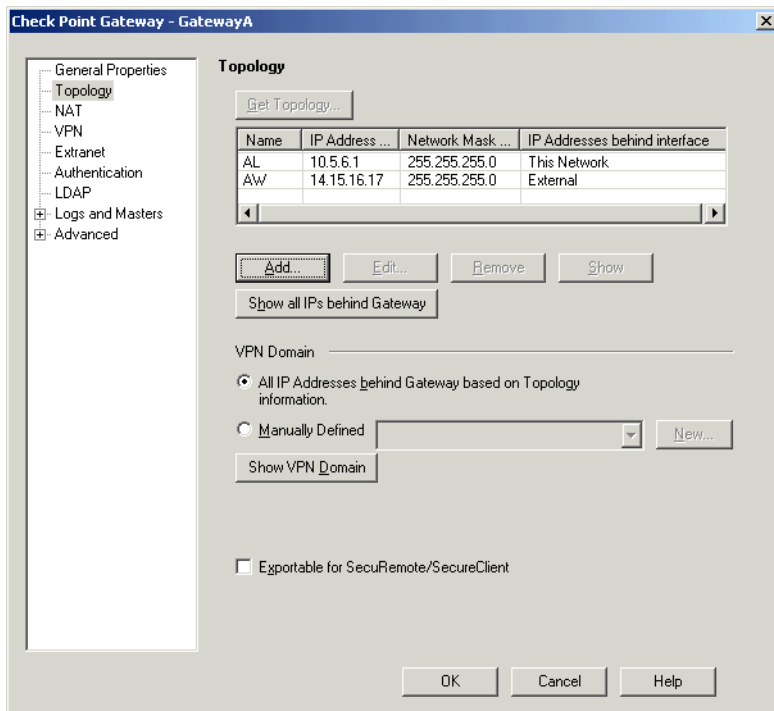 Check Point Gateway - GatewayA
General Properties
Topology
NAT
VPN
Extranet
Authentication
LDAP
Logs and Masters
Advanced
Topology
Get Topology...
Name IP Address ... Network Mask ... IP Addresses behind interface
AL 10.5.6.1 255.255.255.0 This Network
AW 14.15.16.17 255.255.255.0 External
Add... Edit... Remove Show
Show all IPs behind Gateway
VPN Domain
All IP Addresses behind Gateway based on Topology
information.
Manually Defined New...
Show VPN Domain
Exportable for SecuRemote/SecureClient
OK Cancel Help